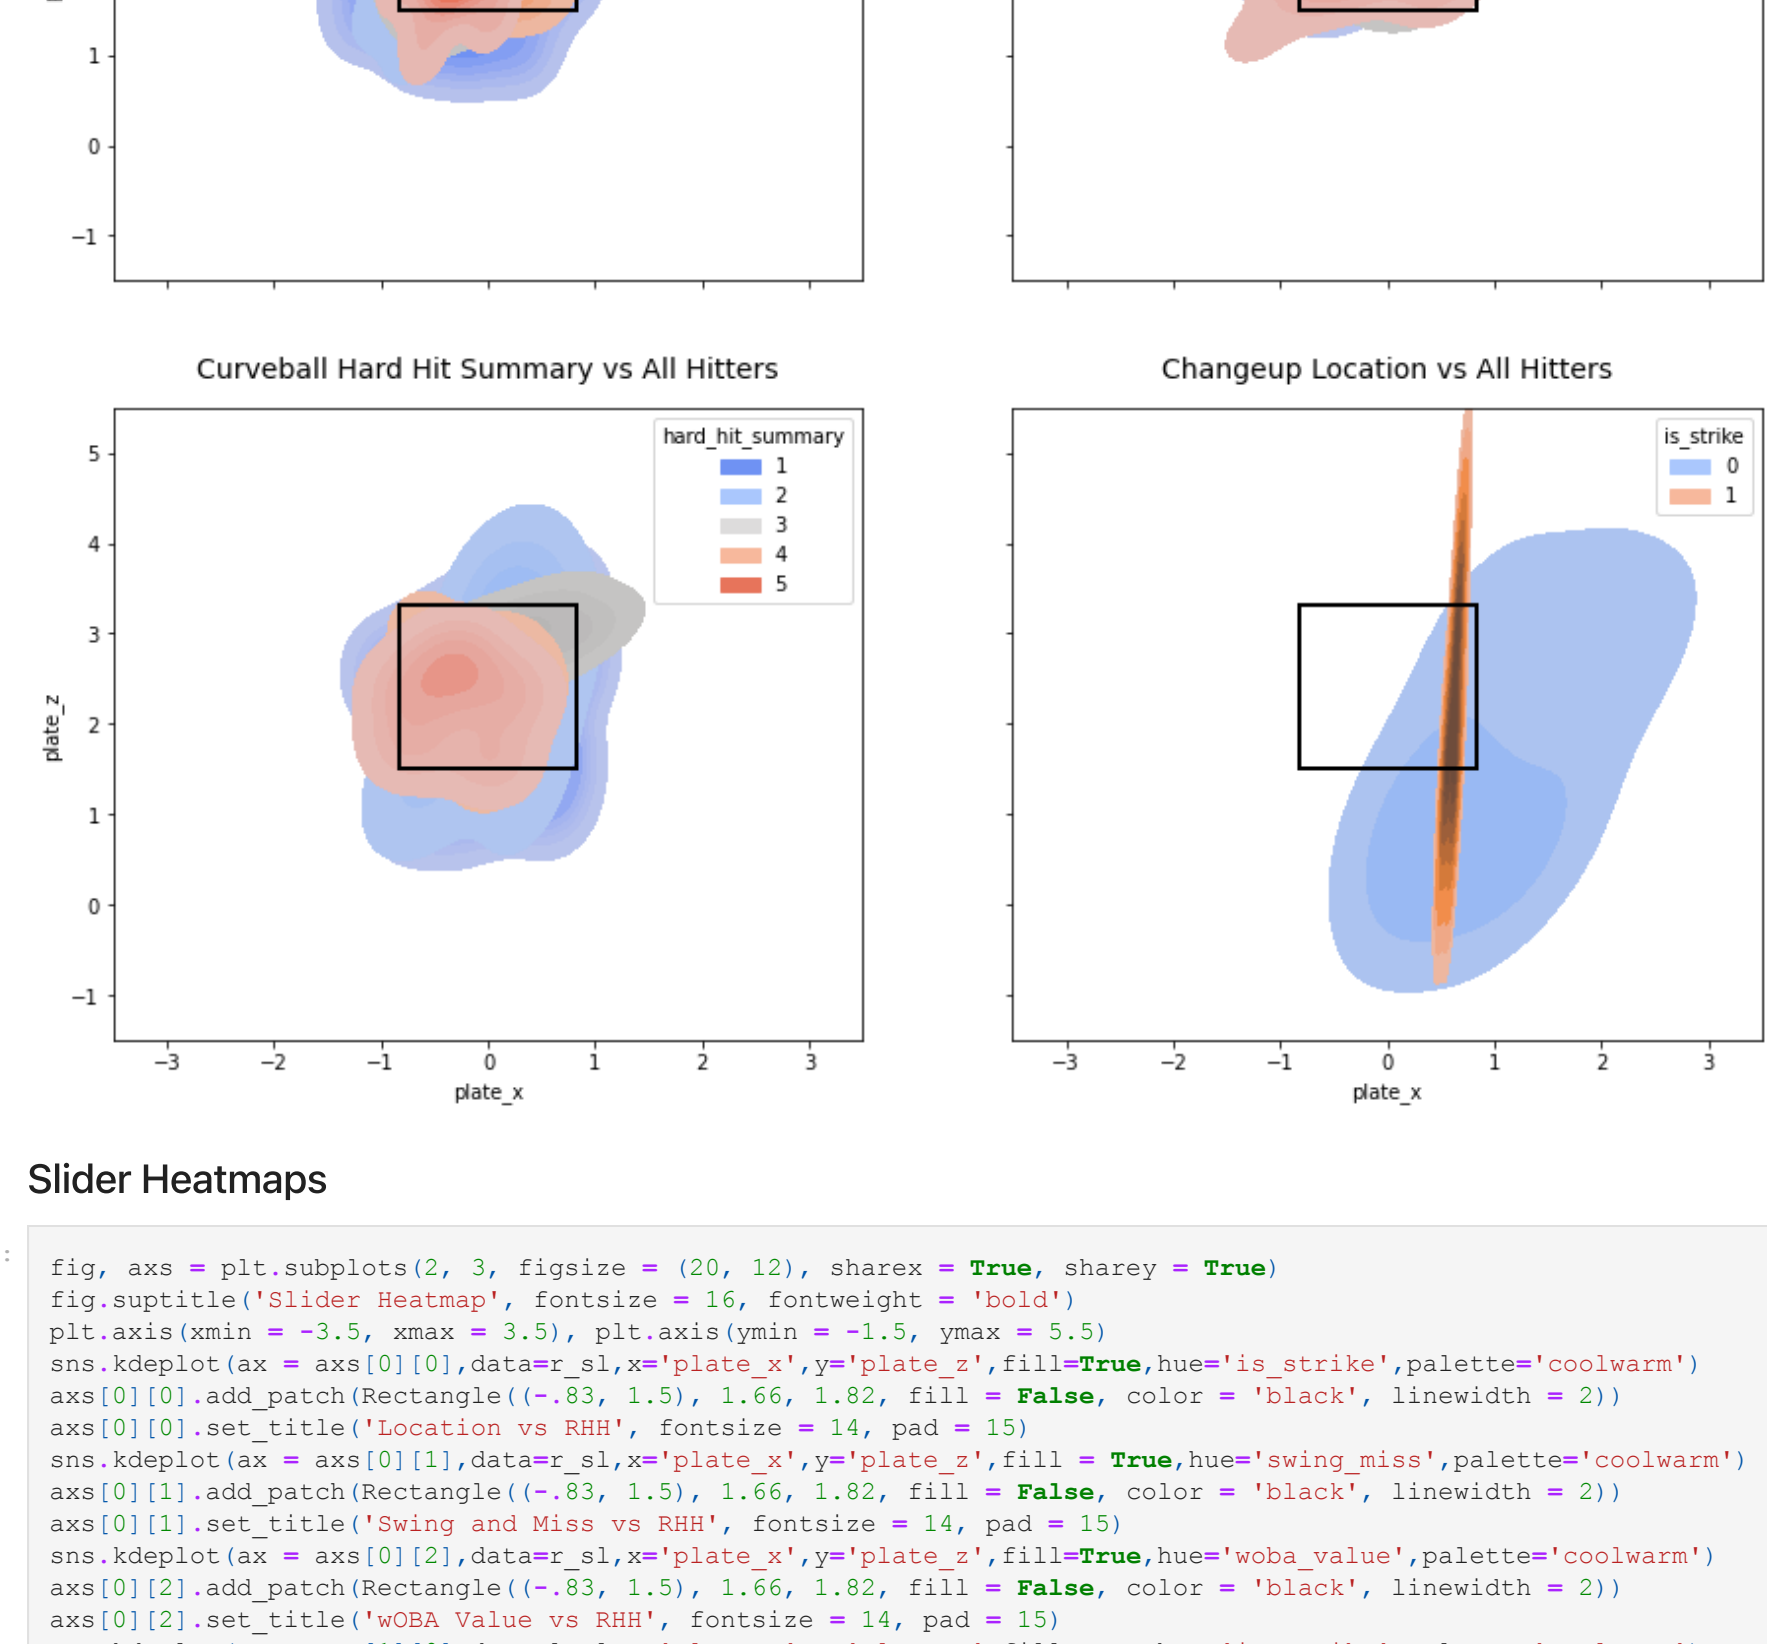 1
0
−1
Curveball Hard Hit Summary vs All Hitters
Changeup Location vs All Hitters
hard_hit_summary
1
2
3
4
5
is_strike
0
1
5
4
3
2
1
0
−1
plate_z
−3 −2 −1 0 1 2 3
−3 −2 −1 0 1 2 3
plate_x
plate_x
Slider Heatmaps
:
fig, axs = plt.subplots(2, 3, figsize = (20, 12), sharex = True, sharey = True)
fig.suptitle('Slider Heatmap', fontsize = 16, fontweight = 'bold')
plt.axis(xmin = -3.5, xmax = 3.5), plt.axis(ymin = -1.5, ymax = 5.5)
sns.kdeplot(ax = axs[0][0],data=r_sl,x='plate_x',y='plate_z',fill=True,hue='is_strike',palette='coolwarm')
axs[0][0].add_patch(Rectangle((-.83, 1.5), 1.66, 1.82, fill = False, color = 'black', linewidth = 2))
axs[0][0].set_title('Location vs RHH', fontsize = 14, pad = 15)
sns.kdeplot(ax = axs[0][1],data=r_sl,x='plate_x',y='plate_z',fill = True,hue='swing_miss',palette='coolwarm')
axs[0][1].add_patch(Rectangle((-.83, 1.5), 1.66, 1.82, fill = False, color = 'black', linewidth = 2))
axs[0][1].set_title('Swing and Miss vs RHH', fontsize = 14, pad = 15)
sns.kdeplot(ax = axs[0][2],data=r_sl,x='plate_x',y='plate_z',fill=True,hue='woba_value',palette='coolwarm')
axs[0][2].add_patch(Rectangle((-.83, 1.5), 1.66, 1.82, fill = False, color = 'black', linewidth = 2))
axs[0][2].set_title('wOBA Value vs RHH', fontsize = 14, pad = 15)